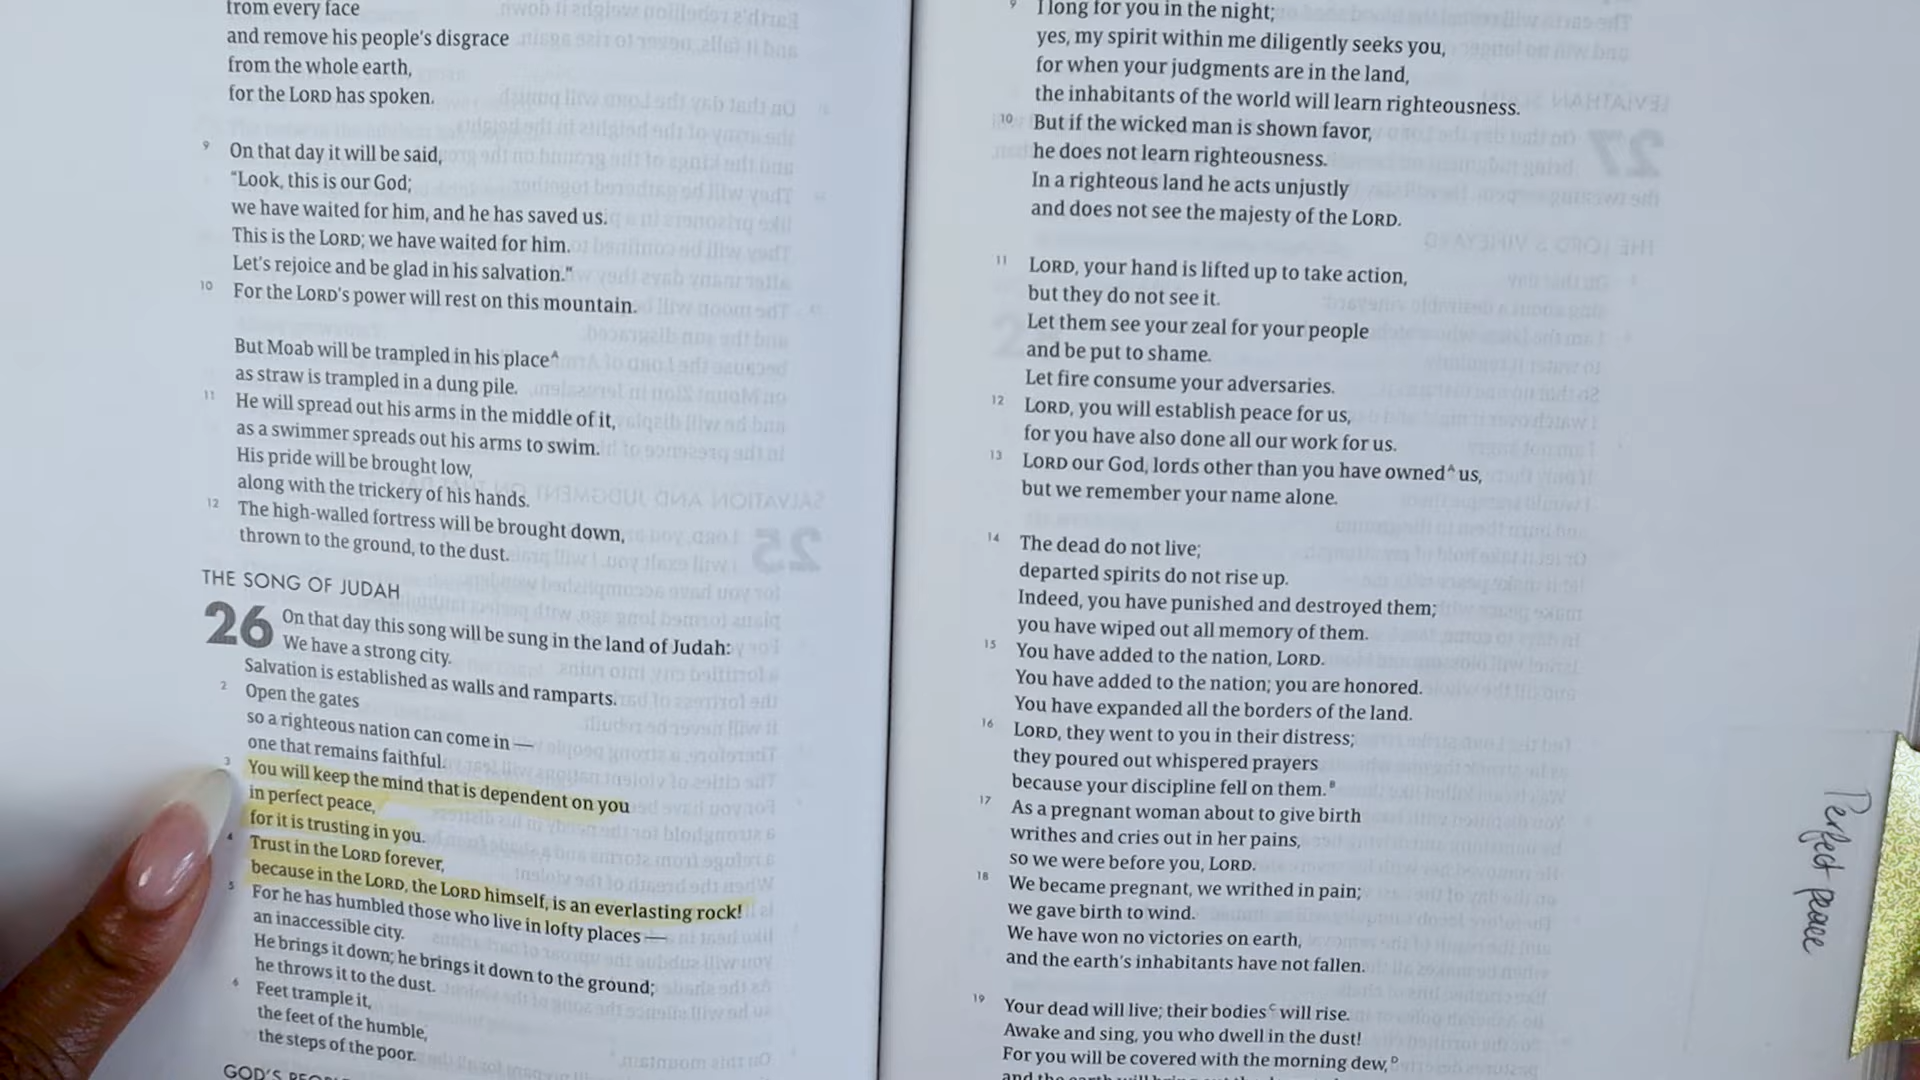 from every face
and remove his people's disgrace
from the whole earth,
for the LORD has spoken.
9 On that day it will be said,
"Look, this is our God;
we have waited for him, and he has saved us.
This is the LORD; we have waited for him.
Let's rejoice and be glad in his salvation."
10 For the LORD's power will rest on this mountain.
But Moab will be trampled in his place A
as straw is trampled in a dung pile.
11 He will spread out his arms in the middle of it,
as a swimmer spreads out his arms to swim.
His pride will be brought low,
along with the trickery of his hands.
12 The high-walled fortress will be brought down,
thrown to the ground, to the dust.
THE SONG OF JUDAH
26 On that day this song will be sung in the land of Judah:
We have a strong city.
Salvation is established as walls and ramparts.
2 Open the gates
so a righteous nation can come in —
one that remains faithful.
3 You will keep the mind that is dependent on you
in perfect peace,
for it is trusting in you.
4 Trust in the LORD forever,
because in the LORD, the LORD himself, is an everlasting rock!
5 For he has humbled those who live in lofty places —
an inaccessible city.
He brings it down; he brings it down to the ground;
he throws it to the dust.
6 Feet trample it,
the feet of the humble,
the steps of the poor.
GOD'S
9 I long for you in the night;
yes, my spirit within me diligently seeks you,
for when your judgments are in the land,
the inhabitants of the world will learn righteousness.
10 But if the wicked man is shown favor,
he does not learn righteousness.
In a righteous land he acts unjustly
and does not see the majesty of the LORD.
11 LORD, your hand is lifted up to take action,
but they do not see it.
Let them see your zeal for your people
and be put to shame.
Let fire consume your adversaries.
12 LORD, you will establish peace for us,
for you have also done all our work for us.
13 LORD our God, lords other than you have owned A us,
but we remember your name alone.
14 The dead do not live;
departed spirits do not rise up.
Indeed, you have punished and destroyed them;
you have wiped out all memory of them.
15 You have added to the nation, LORD.
You have added to the nation; you are honored.
You have expanded all the borders of the land.
16 LORD, they went to you in their distress;
they poured out whispered prayers
because your discipline fell on them. B
17 As a pregnant woman about to give birth
writhes and cries out in her pains,
so we were before you, LORD.
18 We became pregnant, we writhed in pain;
we gave birth to wind.
We have won no victories on earth,
and the earth's inhabitants have not fallen.
19 Your dead will live; their bodies C will rise.
Awake and sing, you who dwell in the dust!
For you will be covered with the morning dew, D
and the earth will
Perfect peace